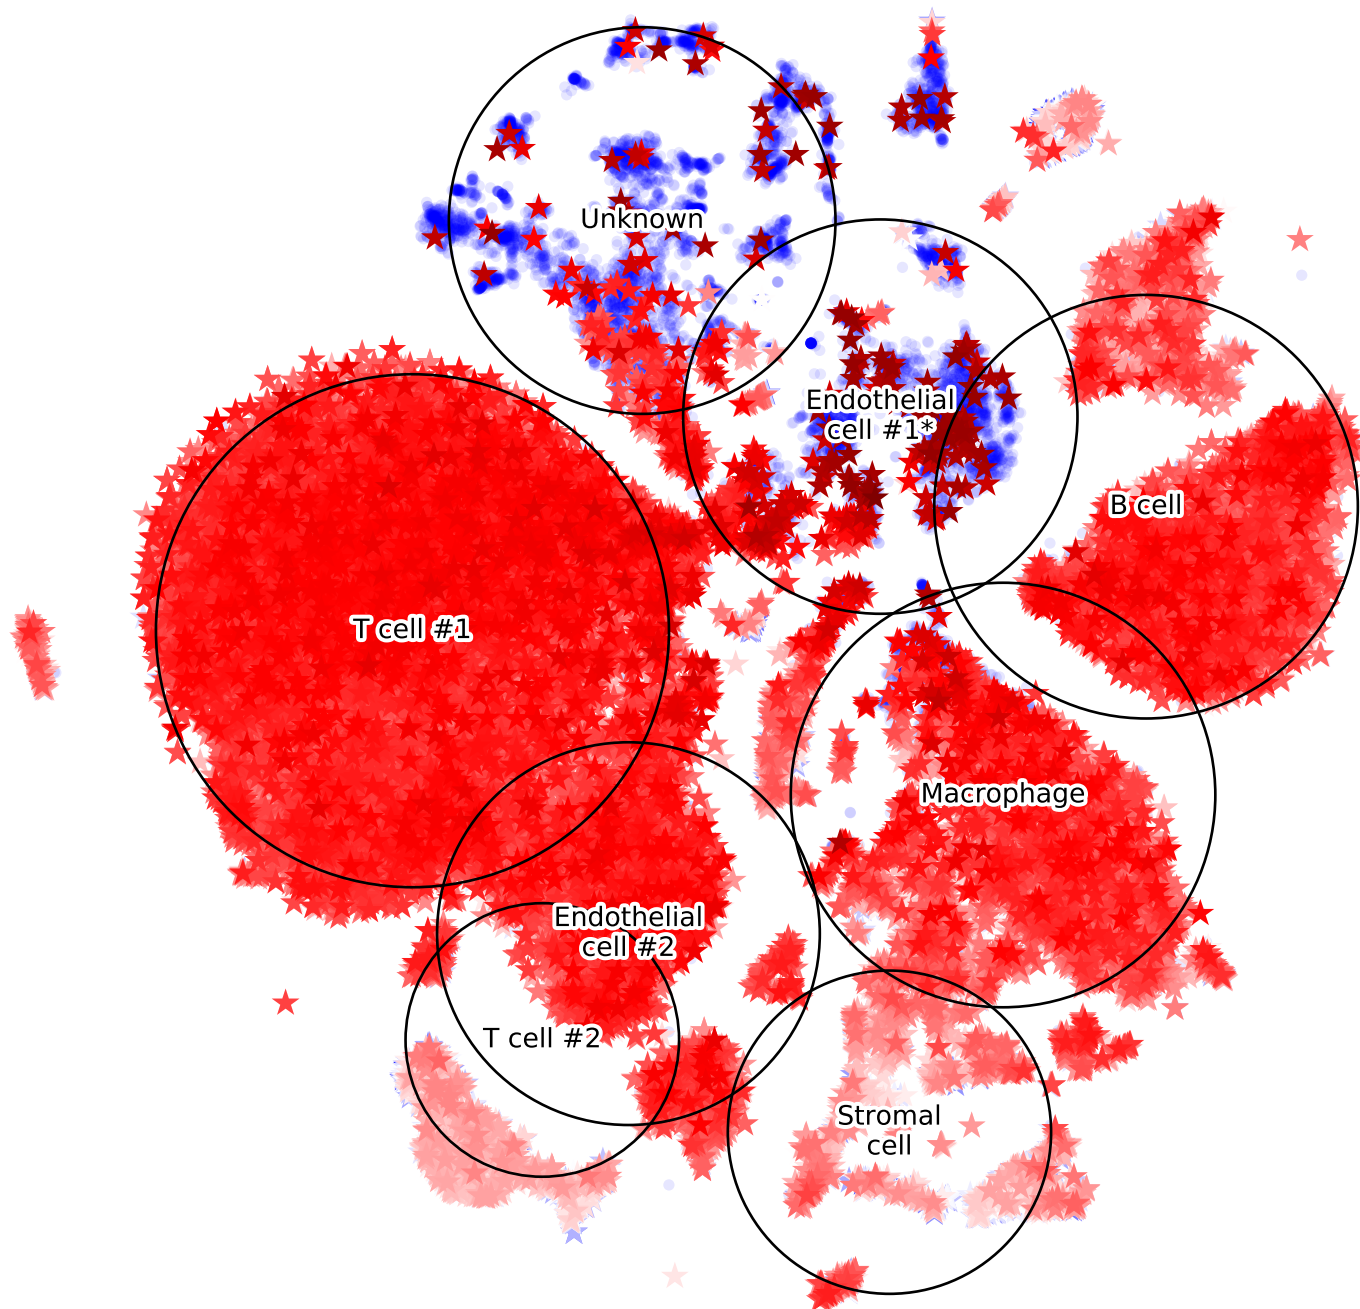 Unknown
Endothelial
cell #1*
B cell
T cell #1
Macrophage
Endothelial
cell #2
T cell #2
Stromal
cell